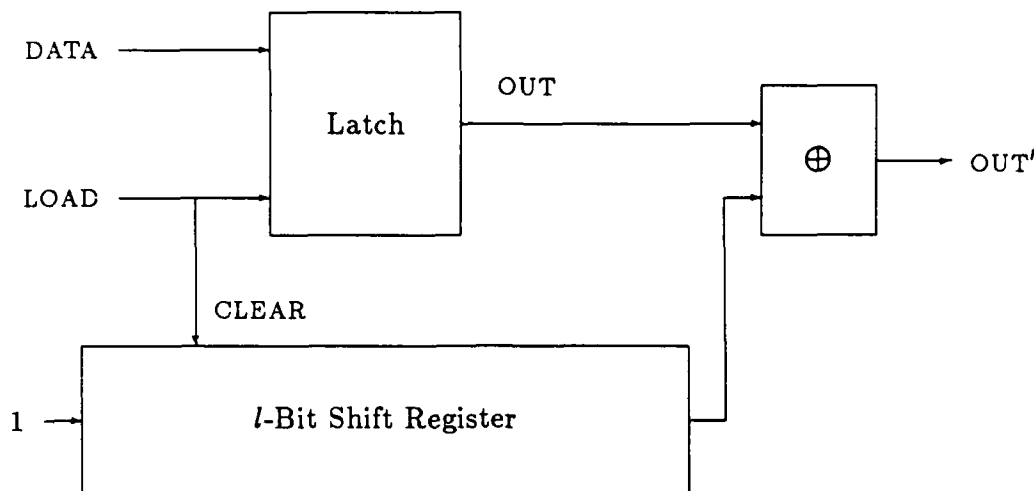 DATA
OUT
Latch
⊕
OUT′
LOAD
CLEAR
1
l-Bit Shift Register